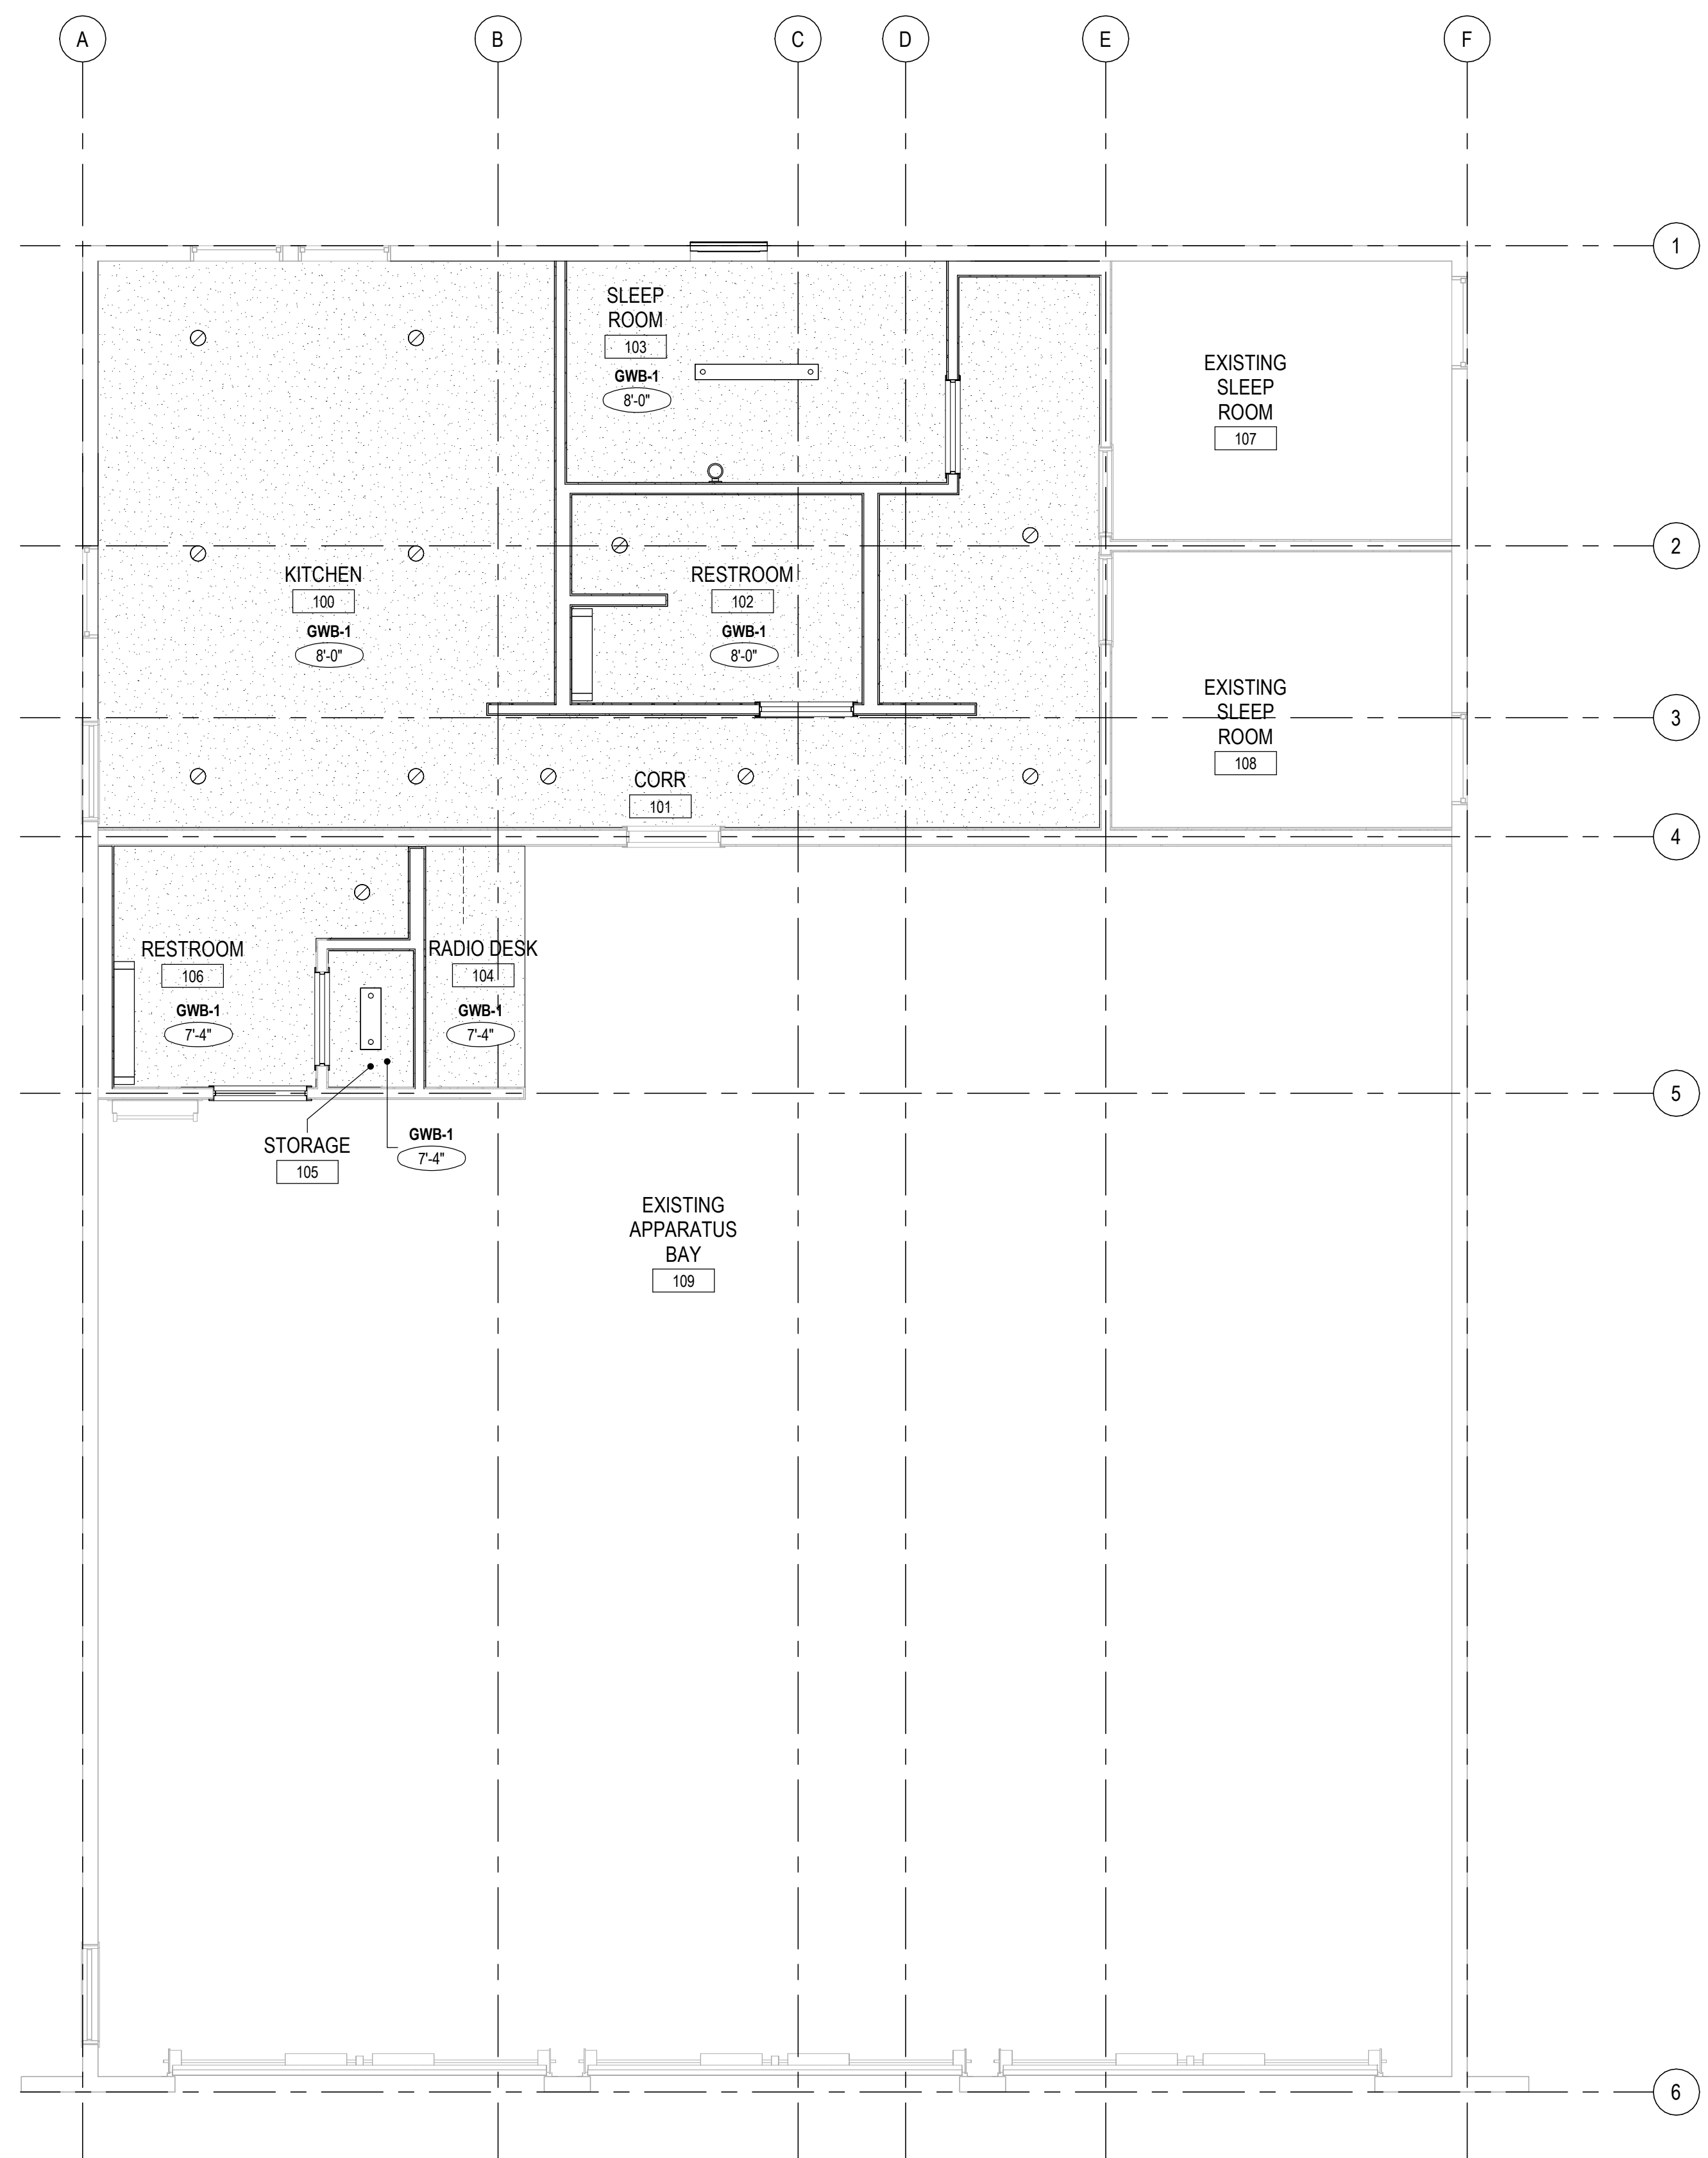 A
B
C
D
E
F
1
SLEEP
ROOM
103
GWB-1
8'-0"
EXISTING
SLEEP
ROOM
107
2
KITCHEN
100
GWB-1
8'-0"
RESTROOM
102
GWB-1
8'-0"
EXISTING
SLEEP
ROOM
108
3
CORR
101
4
RESTROOM
106
GWB-1
7'-4"
RADIO DESK
104
GWB-1
7'-4"
5
STORAGE
105
GWB-1
7'-4"
EXISTING
APPARATUS
BAY
109
6